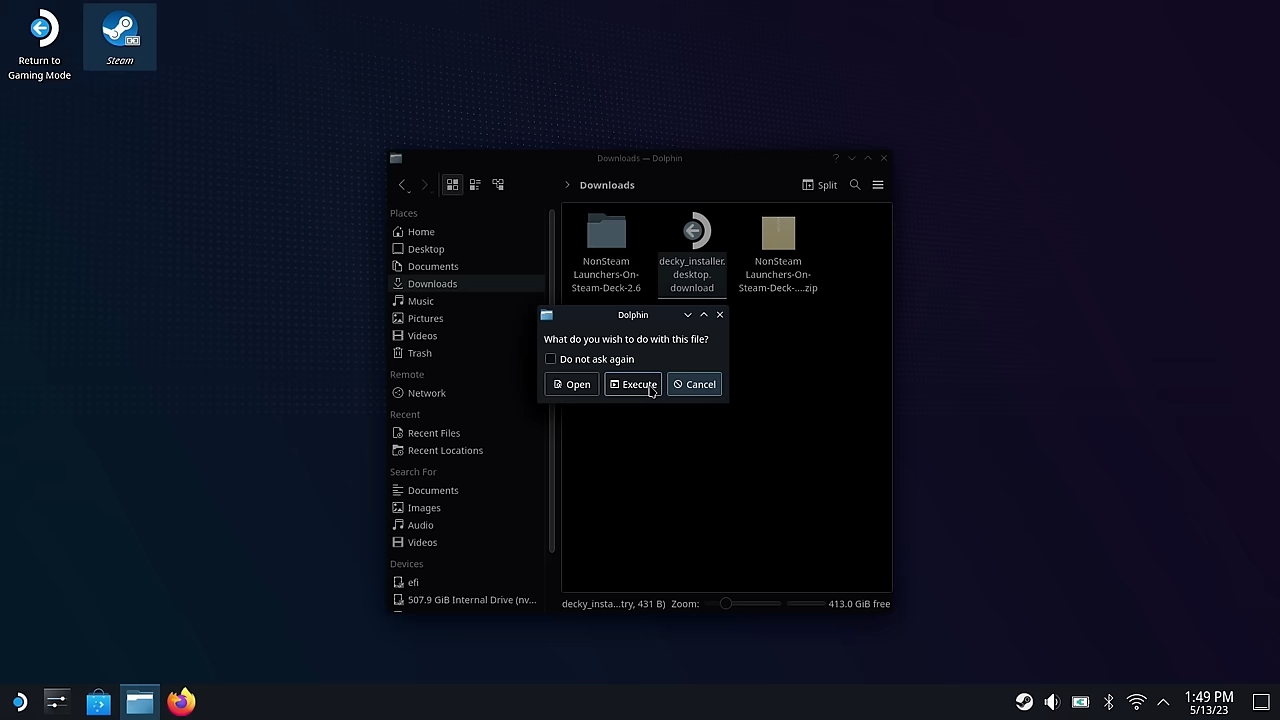 Return to
Gaming Mode
Steam
Downloads — Dolphin
Downloads
Split
Places
Home
Desktop
Documents
Downloads
Music
Pictures
Videos
Trash
Remote
Network
Recent
Recent Files
Recent Locations
Search For
Documents
Images
Audio
Videos
Devices
efi
507.9 GiB Internal Drive (nv...
NonSteam
Launchers-On-
Steam-Deck-2.6
decky_installer.
desktop.
download
NonSteam
Launchers-On-
Steam-Deck-....zip
Dolphin
What do you wish to do with this file?
Do not ask again
Open
Execute
Cancel
decky_insta...try, 431 B)
Zoom:
413.0 GiB free
1:49 PM
5/13/23